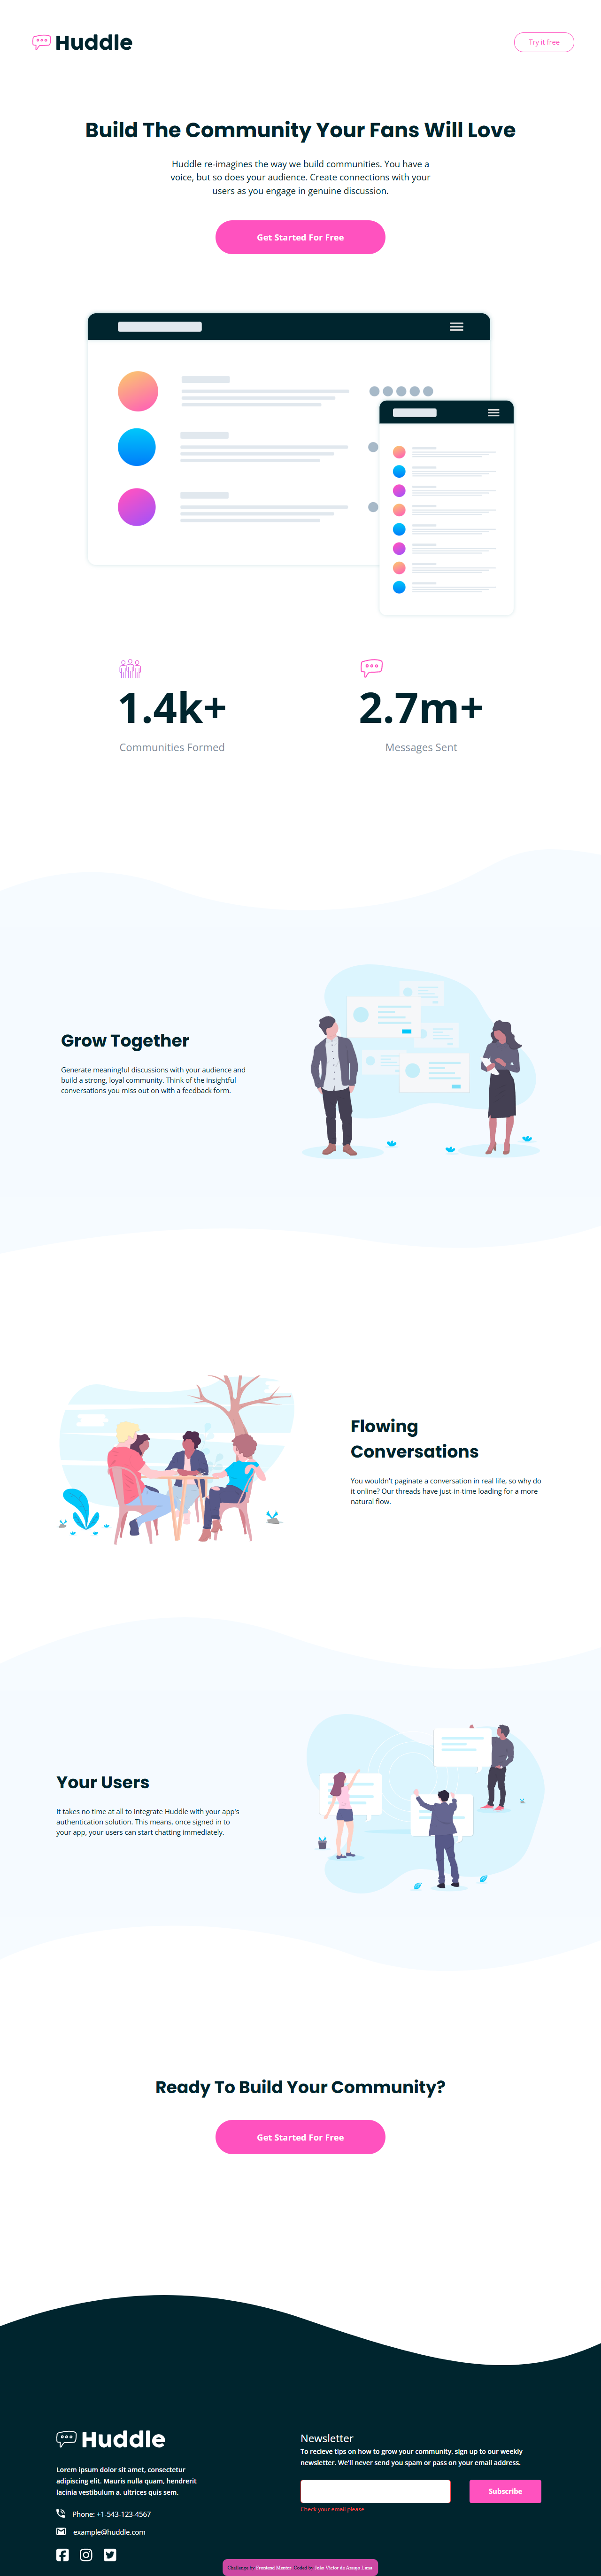 Huddle
Try it free
Build The Community Your Fans Will Love
Huddle re-imagines the way we build communities. You have a
voice, but so does your audience. Create connections with your
users as you engage in genuine discussion.
Get Started For Free
1.4k+
Communities Formed
2.7m+
Messages Sent
Grow Together
Generate meaningful discussions with your audience and
build a strong, loyal community. Think of the insightful
conversations you miss out on with a feedback form.
Flowing
Conversations
You wouldn't paginate a conversation in real life, so why do
it online? Our threads have just-in-time loading for a more
natural flow.
Your Users
It takes no time at all to integrate Huddle with your app's
authentication solution. This means, once signed in to
your app, your users can start chatting immediately.
Ready To Build Your Community?
Get Started For Free
Huddle
Lorem ipsum dolor sit amet, consectetur
adipiscing elit. Mauris nulla quam, hendrerit
lacinia vestibulum a, ultrices quis sem.
Phone: +1-543-123-4567
example@huddle.com
Newsletter
To recieve tips on how to grow your community, sign up to our weekly
newsletter. We'll never send you spam or pass on your email address.
Subscribe
Check your email please
Challenge by Frontend Mentor. Coded by João Victor de Araujo Lima.